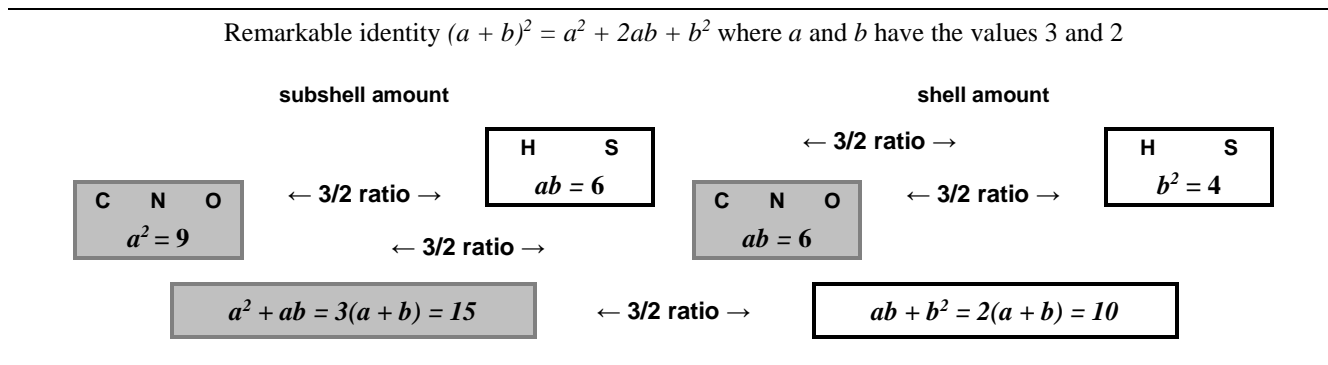 Remarkable identity (a + b)² = a² + 2ab + b² where a and b have the values 3 and 2
subshell amount
shell amount
H S
ab = 6
← 3/2 ratio →
H S
b² = 4
C N O
a² = 9
← 3/2 ratio →
C N O
ab = 6
← 3/2 ratio →
← 3/2 ratio →
a² + ab = 3(a + b) = 15
← 3/2 ratio →
ab + b² = 2(a + b) = 10